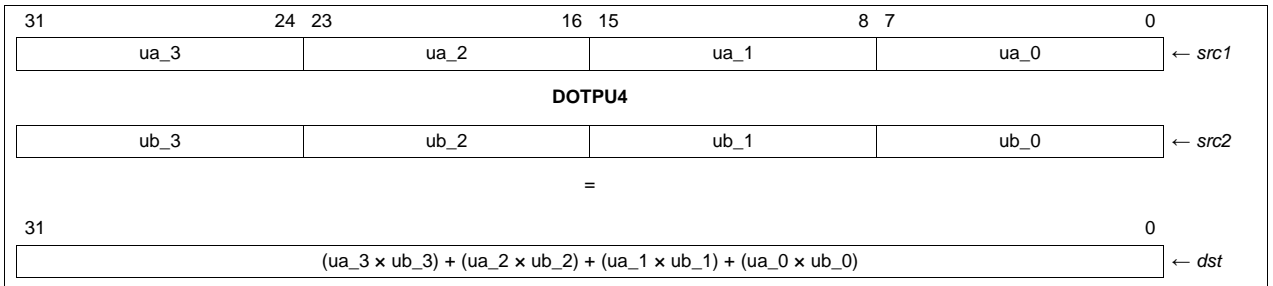 31 24 23 16 15 8 7 0
ua_3 ua_2 ua_1 ua_0 ← src1
DOTPU4
ub_3 ub_2 ub_1 ub_0 ← src2
=
31 0
(ua_3 × ub_3) + (ua_2 × ub_2) + (ua_1 × ub_1) + (ua_0 × ub_0) ← dst